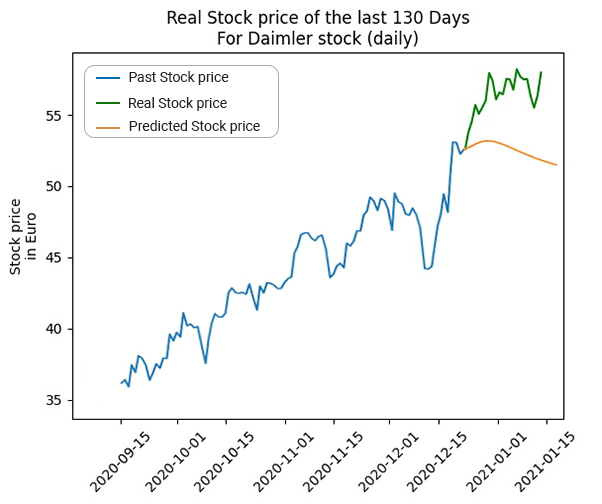 Real Stock price of the last 130 Days
For Daimler stock (daily)
Past Stock price
Real Stock price
Predicted Stock price
55
50
45
40
35
Stock price
in Euro
2020-09-15
2020-10-01
2020-10-15
2020-11-01
2020-11-15
2020-12-01
2020-12-15
2021-01-01
2021-01-15